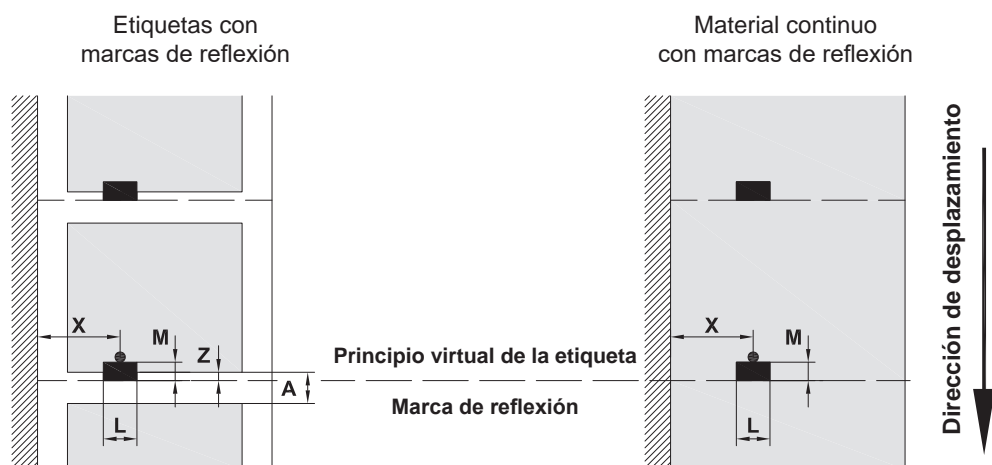 Etiquetas con
marcas de reflexión
Material continuo
con marcas de reflexión
X
M
Z
A
L
Principio virtual de la etiqueta
Marca de reflexión
X
M
L
Dirección de desplazamiento